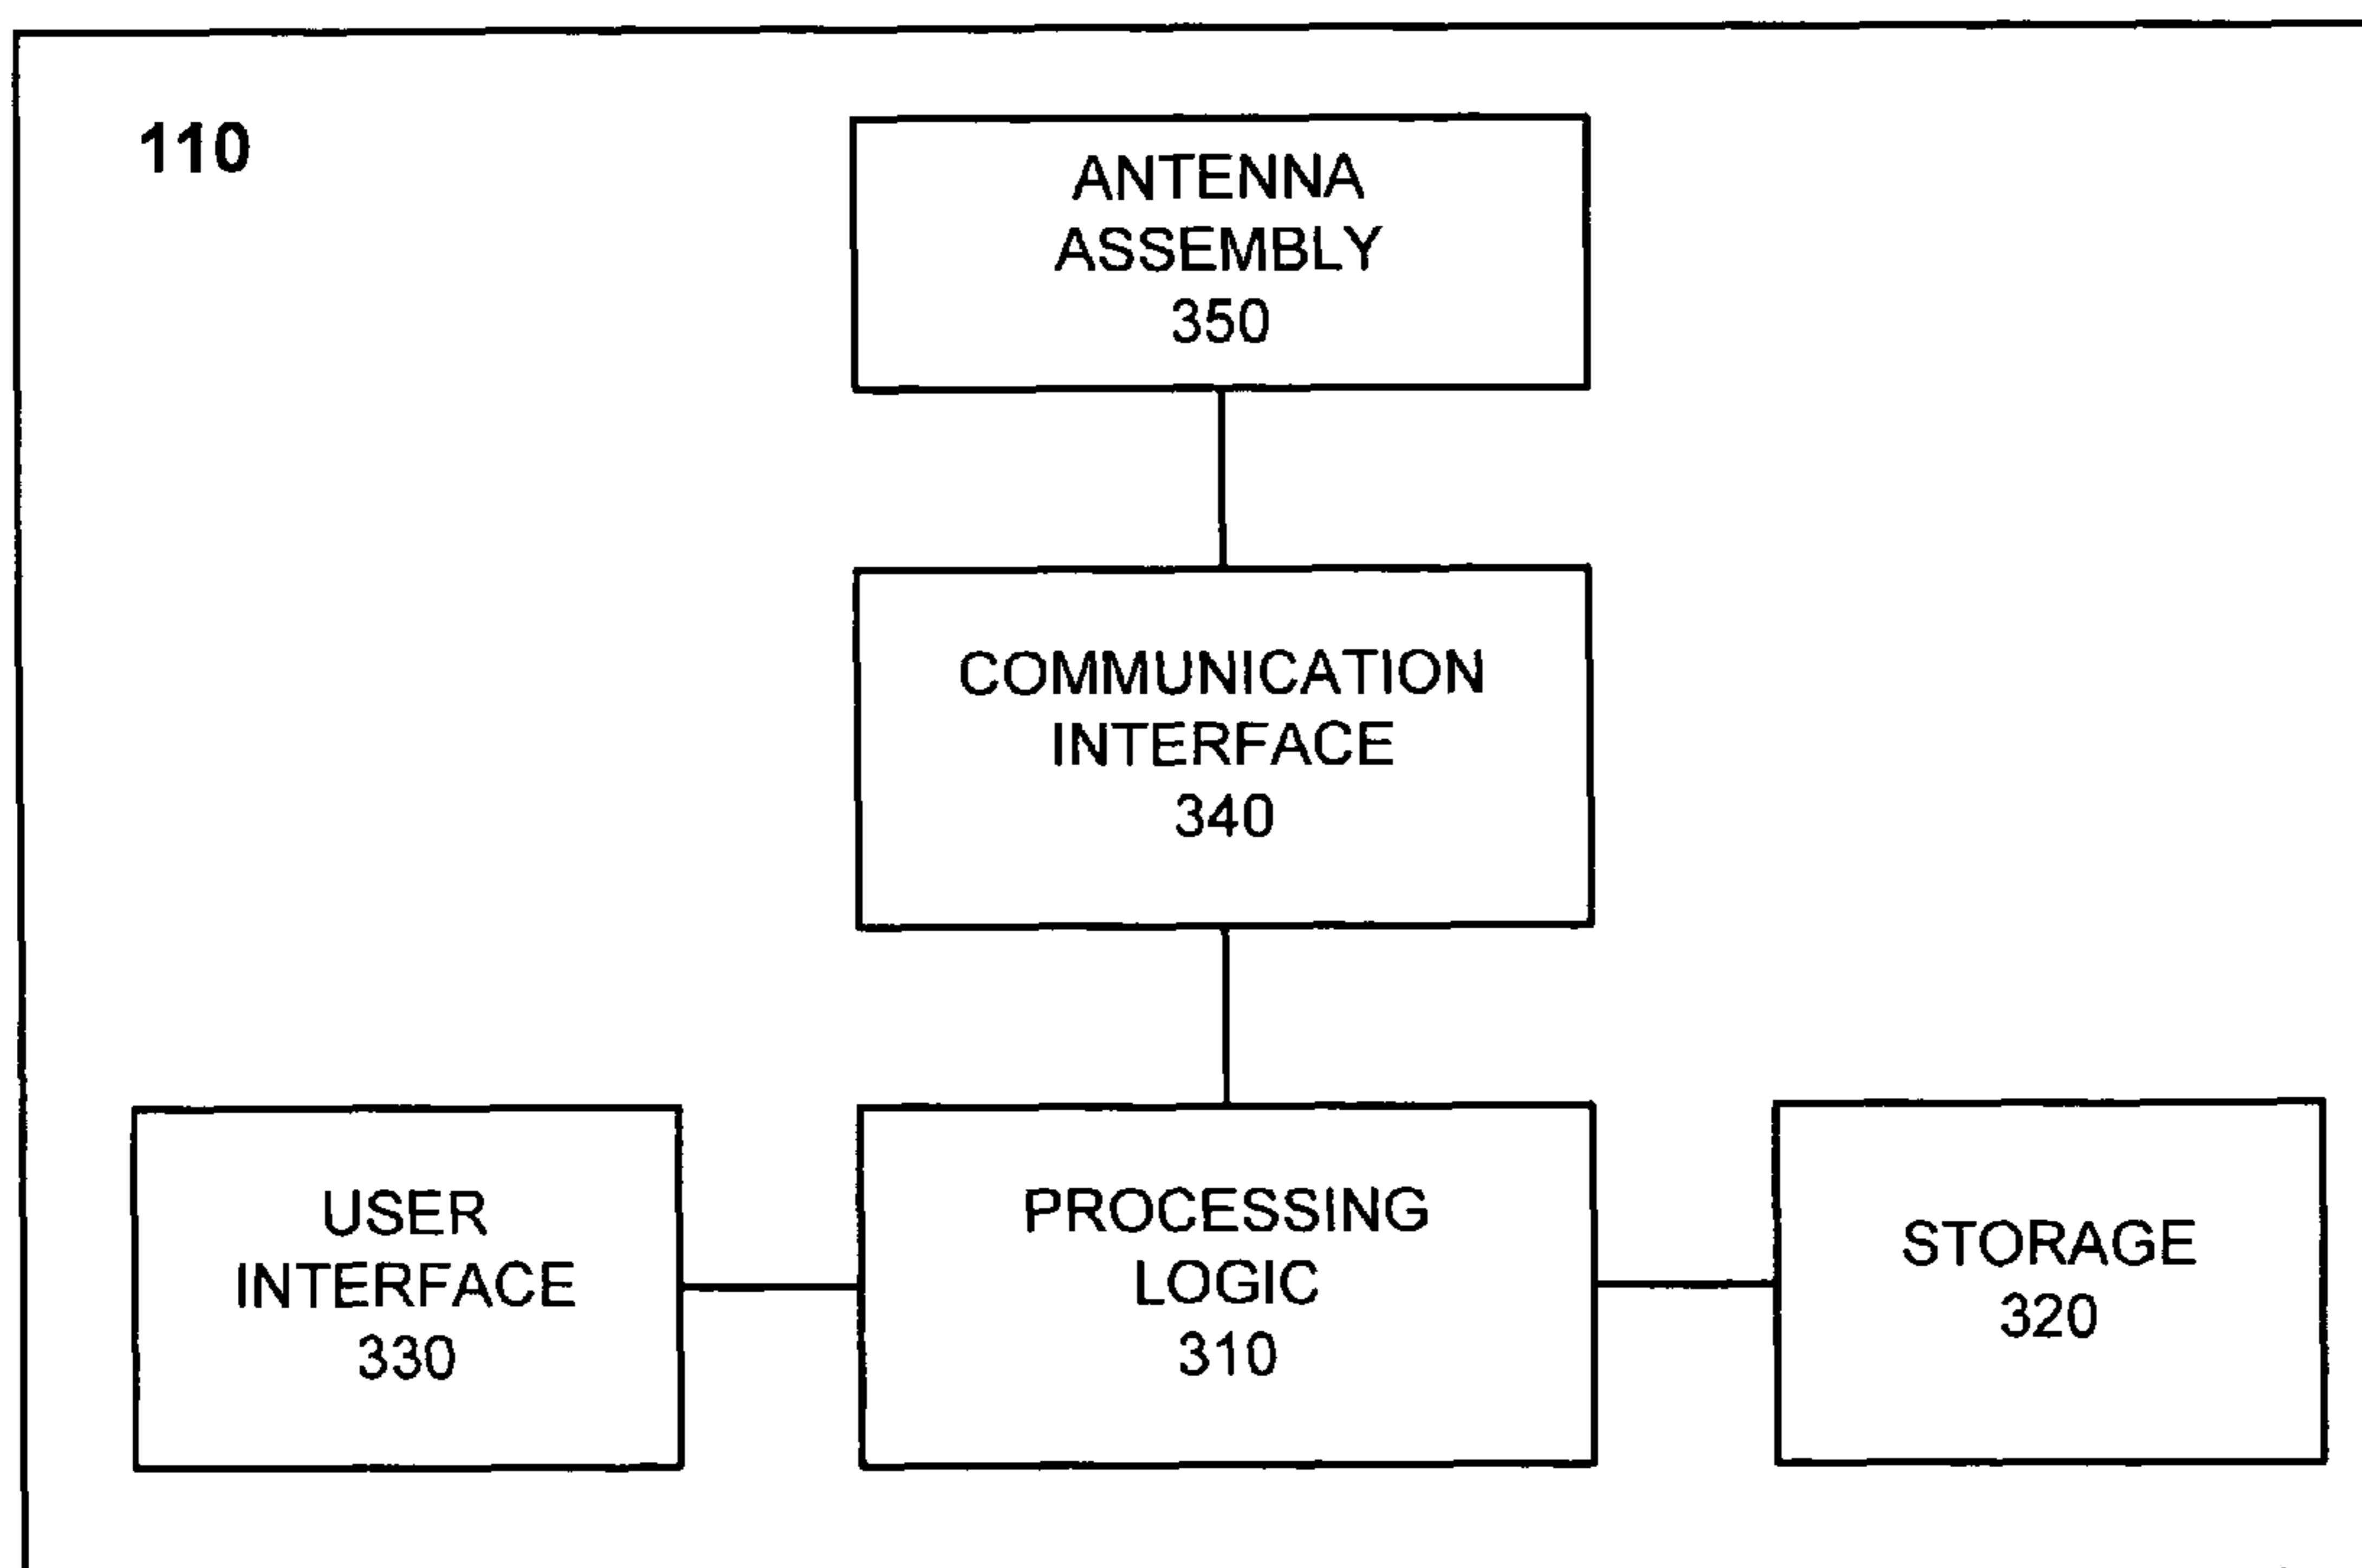 110
ANTENNA
ASSEMBLY
350
COMMUNICATION
INTERFACE
340
USER
INTERFACE
330
PROCESSING
LOGIC
310
STORAGE
320